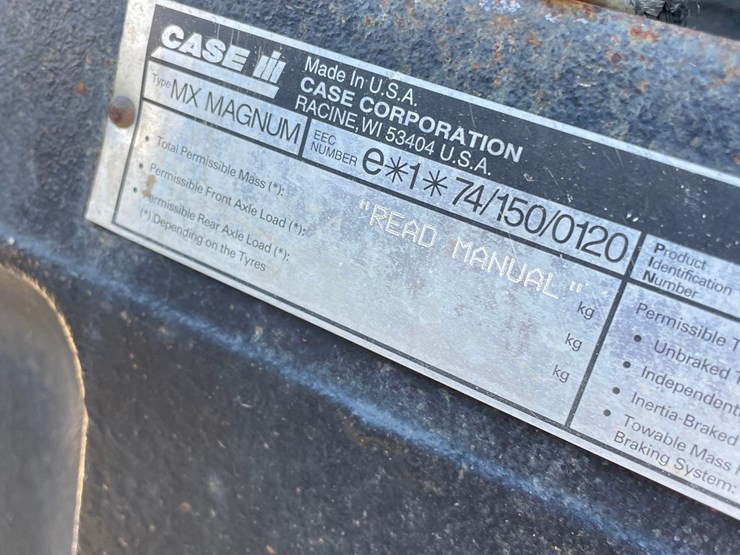 CASE IH
Made In U.S.A.
CASE CORPORATION
RACINE, WI 53404 U.S.A.
Type MX MAGNUM
EEC NUMBER e*1*74/150/0120
• Total Permissible Mass (*):
• Permissible Front Axle Load (*):
• Permissible Rear Axle Load (*):
(*) Depending on the Tyres
"READ MANUAL"
kg
kg
kg
Product
Identification
Number
Permissible T
• Unbraked T
• Independent
• Inertia-Braked
• Towable Mass
Braking System: